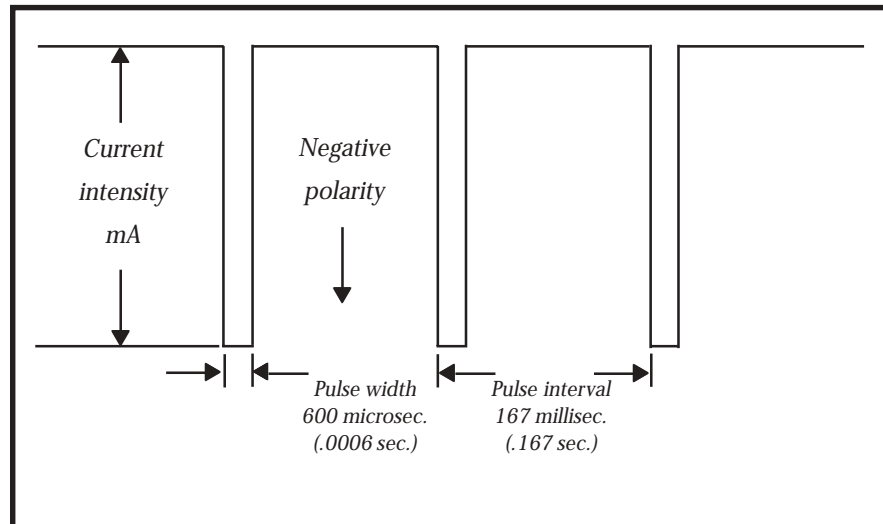 Current
intensity
mA
Negative
polarity
Pulse width
600 microsec.
(.0006 sec.)
Pulse interval
167 millisec.
(.167 sec.)